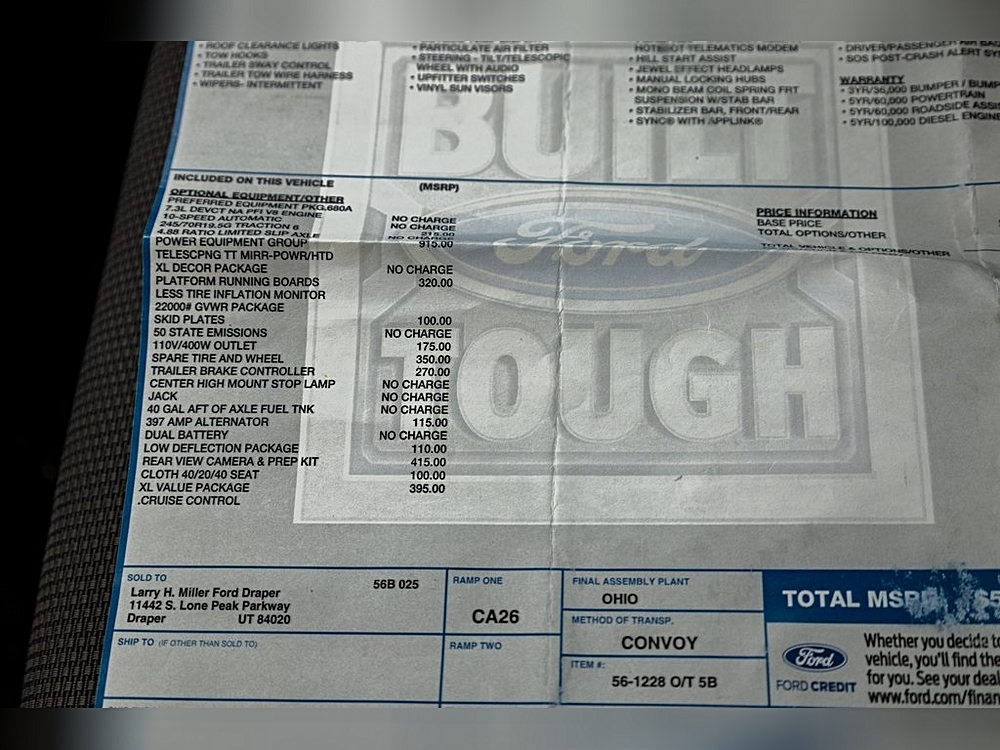 • ROOF CLEARANCE LIGHTS
• TOW HOOKS
• TRAILER SWAY CONTROL
• TRAILER TOW WIRE HARNESS
• WIPERS- INTERMITTENT
• PARTICULATE AIR FILTER
• STEERING - TILT/TELESCOPIC
WHEEL WITH AUDIO
• UPFITTER SWITCHES
• VINYL SUN VISORS
HOTSPOT TELEMATICS MODEM
• HILL START ASSIST
• JEWEL EFFECT HEADLAMPS
• MANUAL LOCKING HUBS
• MONO BEAM COIL SPRING FRT
SUSPENSION W/STAB BAR
• STABILIZER BAR, FRONT/REAR
• SYNC® WITH APPLINK®
• DRIVER/PASSENGER AIR
• SOS POST-CRASH ALERT
WARRANTY
• 3YR/36,000 BUMPER / BUMP
• 5YR/60,000 POWERTRAIN
• 5YR/60,000 ROADSIDE ASSI
• 5YR/100,000 DIESEL ENGINE
BUILT
Ford
TOUGH
INCLUDED ON THIS VEHICLE (MSRP)
OPTIONAL EQUIPMENT/OTHER
PREFERRED EQUIPMENT PKG.680A
7.3L DEVCT NA PFI V8 ENGINE NO CHARGE
10-SPEED AUTOMATIC NO CHARGE
245/70R19.5G TRACTION 6 215.00
4.88 RATIO LIMITED SLIP AXLE NO CHARGE
POWER EQUIPMENT GROUP 915.00
TELESCPNG TT MIRR-POWR/HTD
XL DECOR PACKAGE NO CHARGE
PLATFORM RUNNING BOARDS 320.00
LESS TIRE INFLATION MONITOR
22000# GVWR PACKAGE
SKID PLATES 100.00
50 STATE EMISSIONS NO CHARGE
110V/400W OUTLET 175.00
SPARE TIRE AND WHEEL 350.00
TRAILER BRAKE CONTROLLER 270.00
CENTER HIGH MOUNT STOP LAMP NO CHARGE
JACK NO CHARGE
40 GAL AFT OF AXLE FUEL TNK NO CHARGE
397 AMP ALTERNATOR 115.00
DUAL BATTERY NO CHARGE
LOW DEFLECTION PACKAGE 110.00
REAR VIEW CAMERA & PREP KIT 415.00
CLOTH 40/20/40 SEAT 100.00
XL VALUE PACKAGE 395.00
.CRUISE CONTROL
PRICE INFORMATION
BASE PRICE
TOTAL OPTIONS/OTHER
TOTAL VEHICLE & OPTIONS/OTHER
SOLD TO 56B 025
Larry H. Miller Ford Draper
11442 S. Lone Peak Parkway
Draper UT 84020
SHIP TO (IF OTHER THAN SOLD TO)
RAMP ONE
CA26
RAMP TWO
FINAL ASSEMBLY PLANT
OHIO
METHOD OF TRANSP.
CONVOY
ITEM #:
56-1228 O/T 5B
TOTAL MSRP $5
Ford
FORD CREDIT
Whether you decide to
vehicle, you'll find the
for you. See your deal
www.ford.com/finan